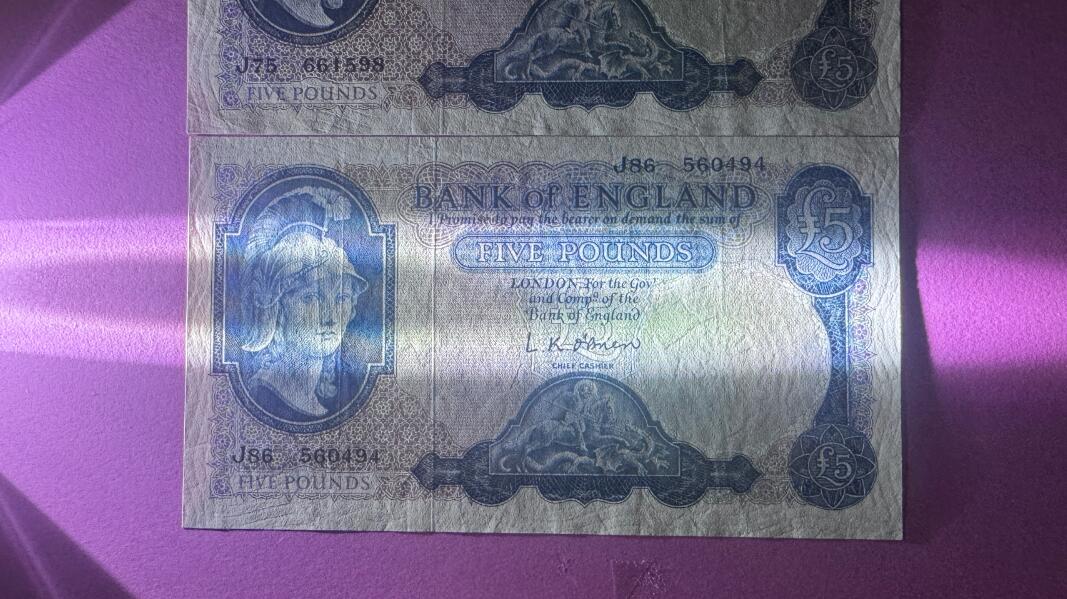 J75 661598
FIVE POUNDS
£5
J86 560494
BANK of ENGLAND
I Promise to pay the bearer on demand the sum of
FIVE POUNDS
£5
LONDON For the Govr
and Compa. of the
Bank of England
L K O'Brien
CHIEF CASHIER
J86 560494
FIVE POUNDS
£5